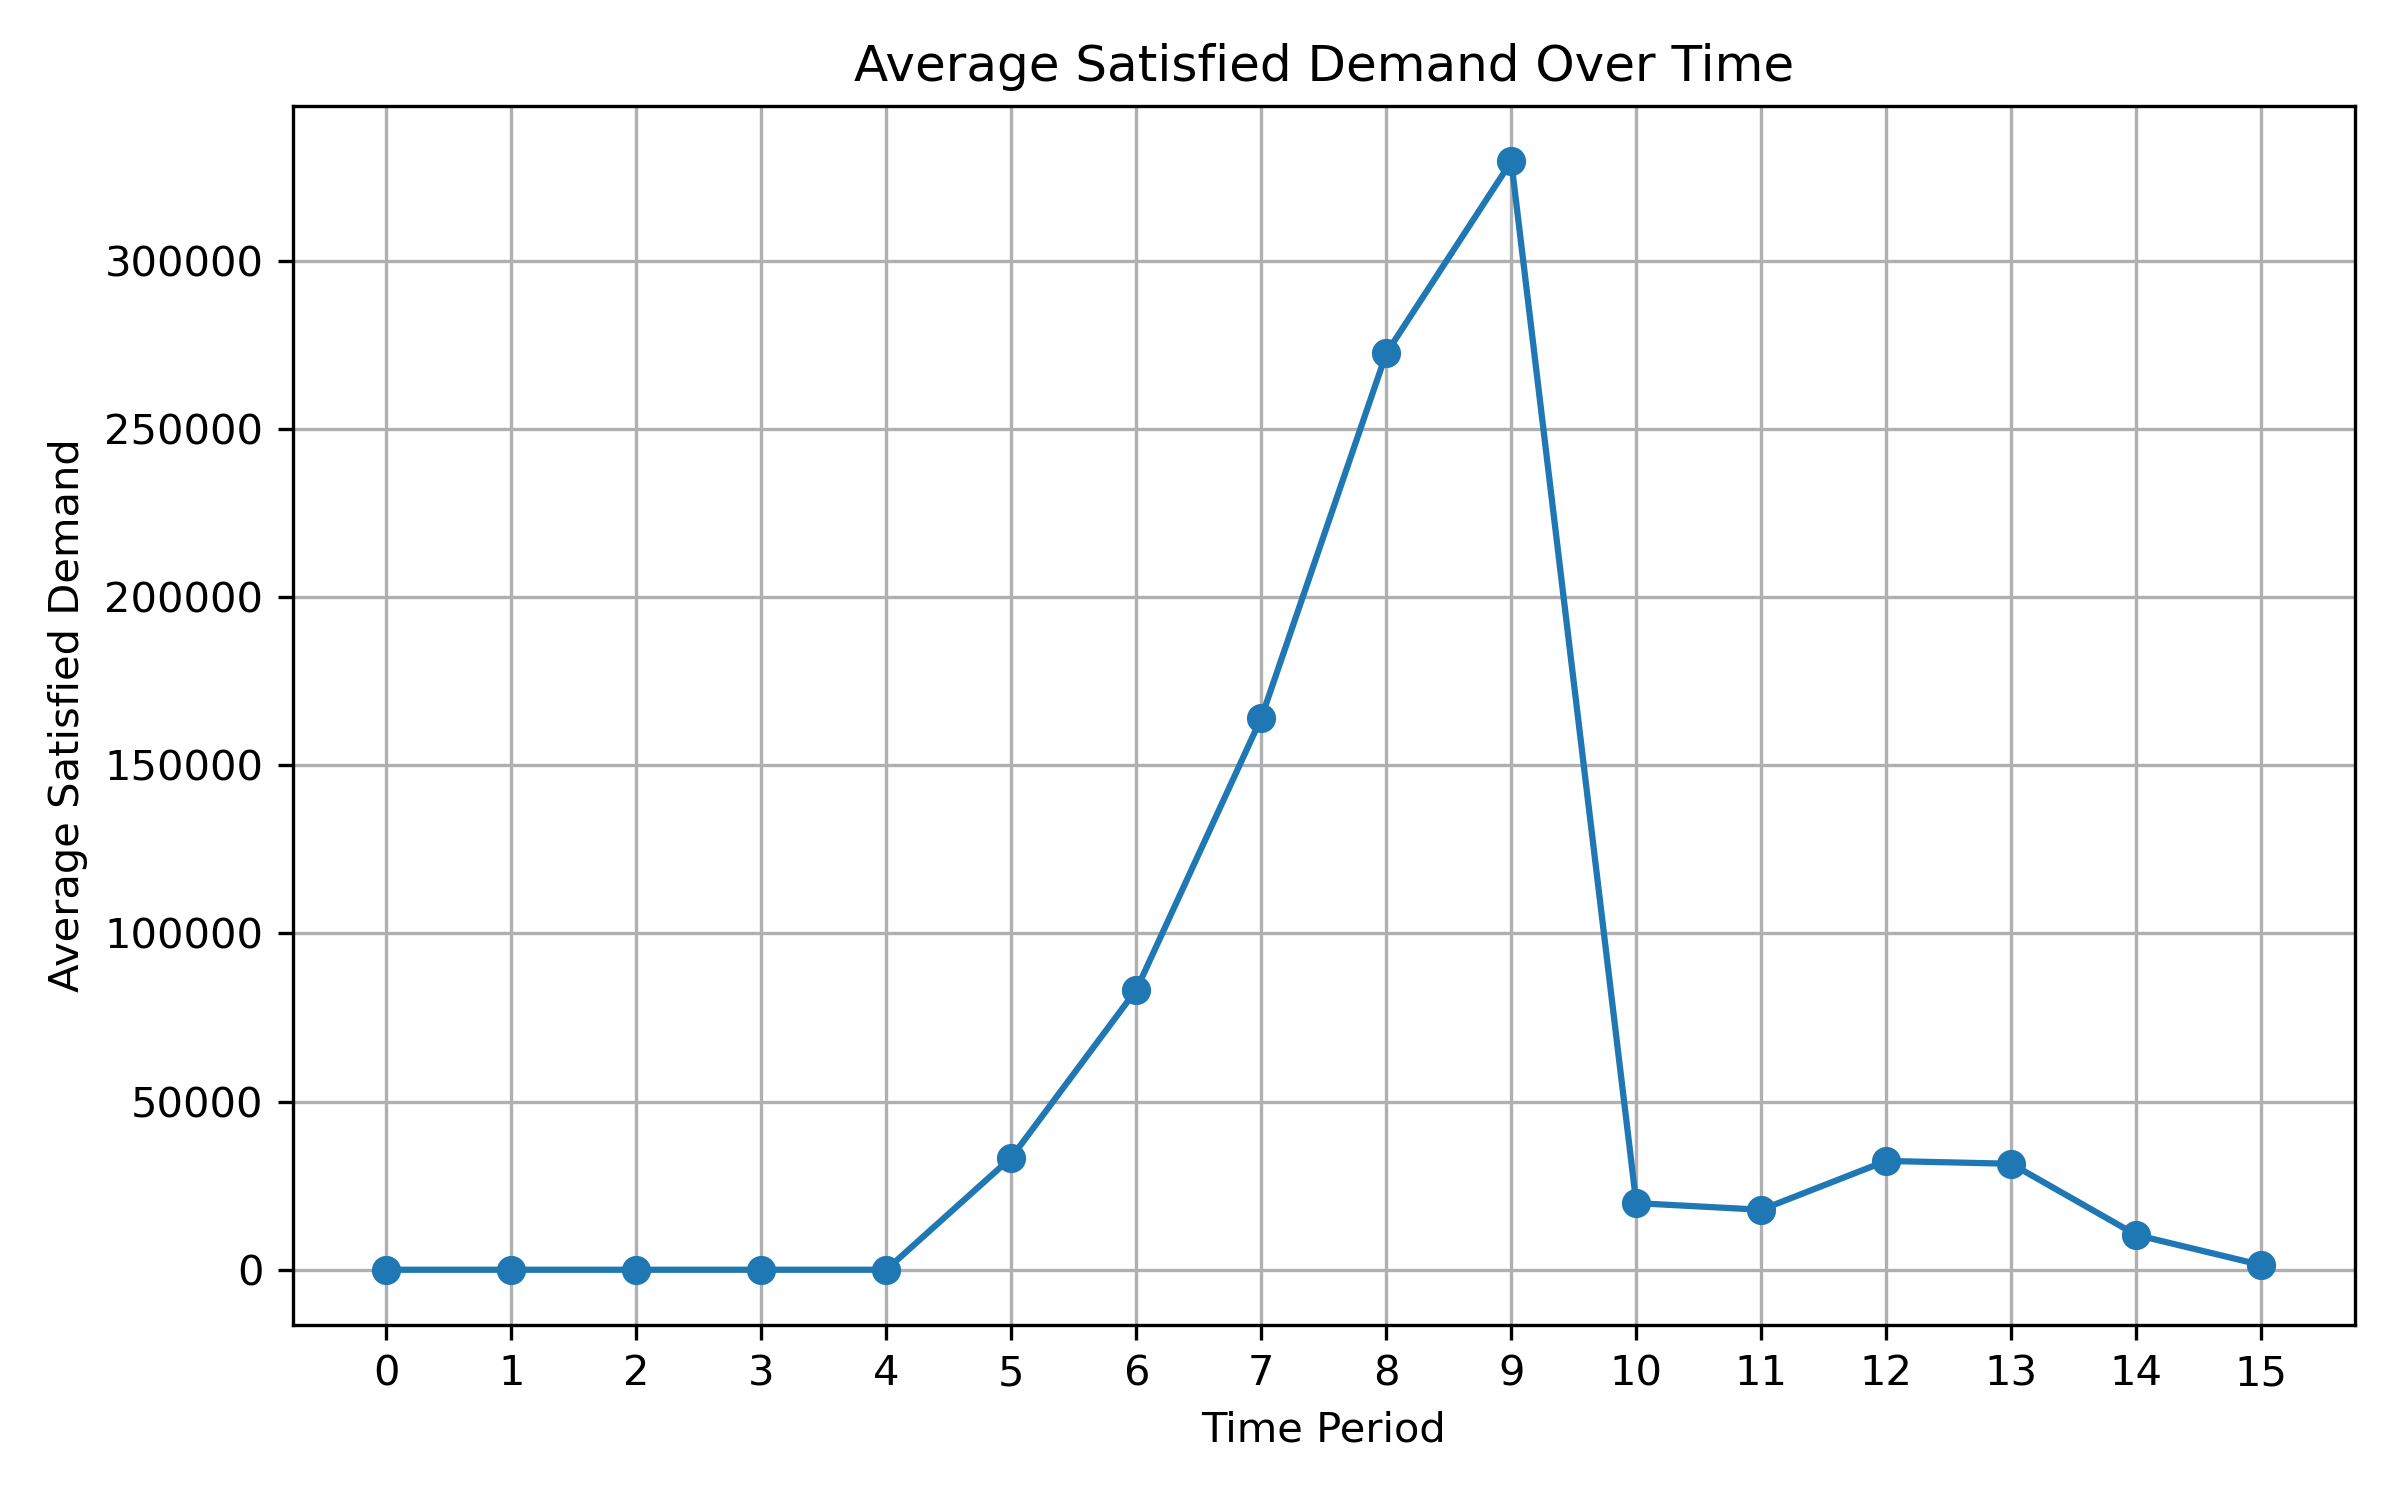 Average Satisfied Demand Over Time
Average Satisfied Demand
300000
250000
200000
150000
100000
50000
0
0 1 2 3 4 5 6 7 8 9 10 11 12 13 14 15
Time Period